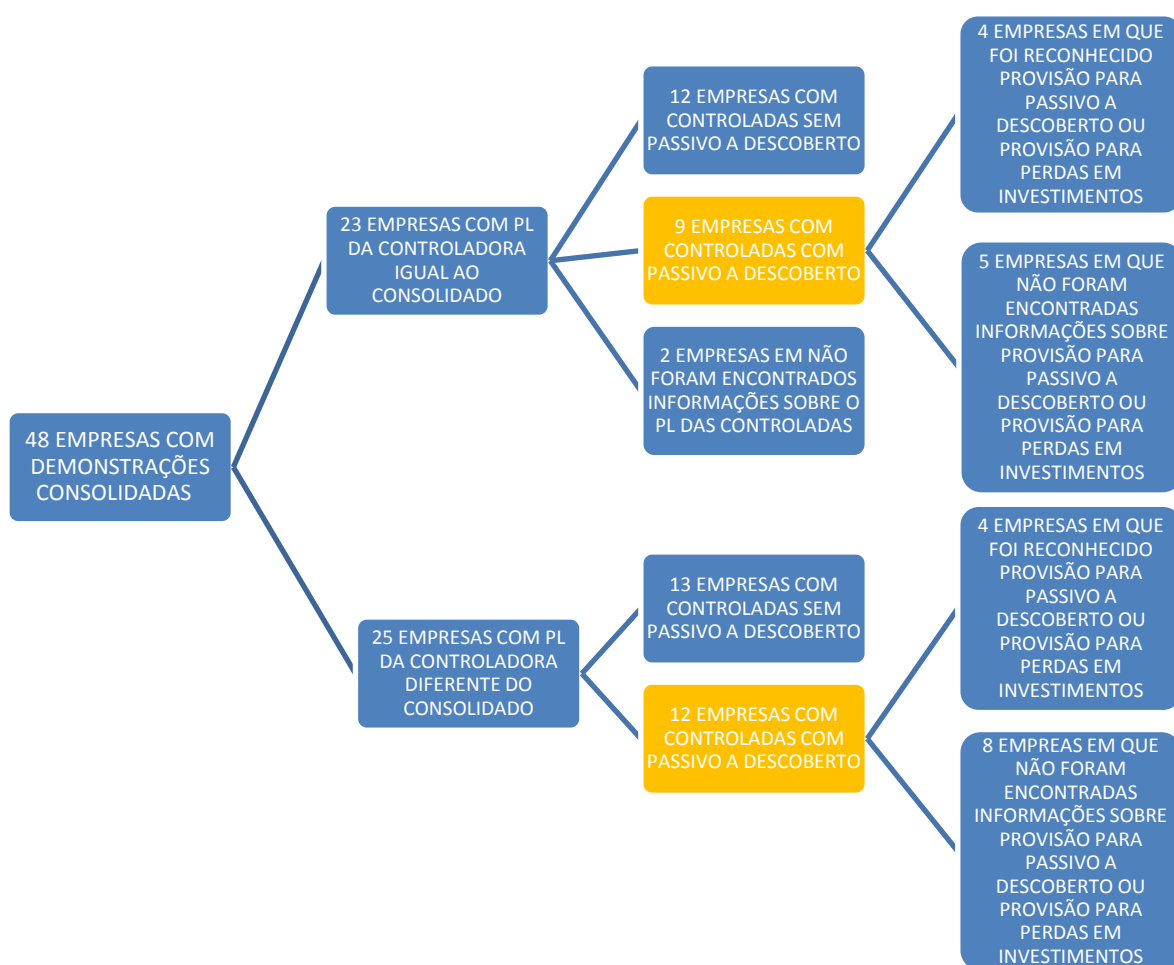 48 EMPRESAS COM
DEMONSTRAÇÕES
CONSOLIDADAS
23 EMPRESAS COM PL
DA CONTROLADORA
IGUAL AO
CONSOLIDADO
12 EMPRESAS COM
CONTROLADAS SEM
PASSIVO A DESCOBERTO
9 EMPRESAS COM
CONTROLADAS COM
PASSIVO A DESCOBERTO
4 EMPRESAS EM QUE
FOI RECONHECIDO
PROVISÃO PARA
PASSIVO A
DESCOBERTO OU
PROVISÃO PARA
PERDAS EM
INVESTIMENTOS
5 EMPRESAS EM QUE
NÃO FORAM
ENCONTRADAS
INFORMAÇÕES SOBRE
PROVISÃO PARA
PASSIVO A
DESCOBERTO OU
PROVISÃO PARA
PERDAS EM
INVESTIMENTOS
2 EMPRESAS EM NÃO
FORAM ENCONTRADOS
INFORMAÇÕES SOBRE O
PL DAS CONTROLADAS
25 EMPRESAS COM PL
DA CONTROLADORA
DIFERENTE DO
CONSOLIDADO
13 EMPRESAS COM
CONTROLADAS SEM
PASSIVO A DESCOBERTO
12 EMPRESAS COM
CONTROLADAS COM
PASSIVO A DESCOBERTO
4 EMPRESAS EM QUE
FOI RECONHECIDO
PROVISÃO PARA
PASSIVO A
DESCOBERTO OU
PROVISÃO PARA
PERDAS EM
INVESTIMENTOS
8 EMPREAS EM QUE
NÃO FORAM
ENCONTRADAS
INFORMAÇÕES SOBRE
PROVISÃO PARA
PASSIVO A
DESCOBERTO OU
PROVISÃO PARA
PERDAS EM
INVESTIMENTOS